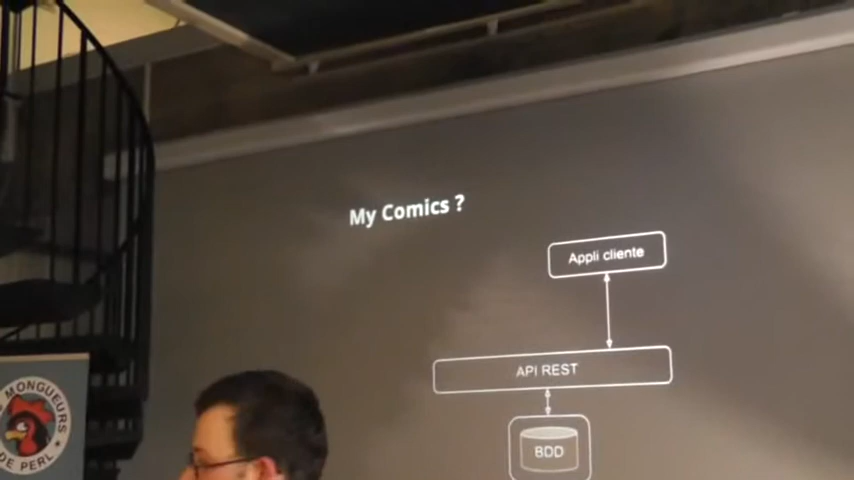 My Comics ?
Appli cliente
API REST
BDD
MONGUEURS
DE PERL